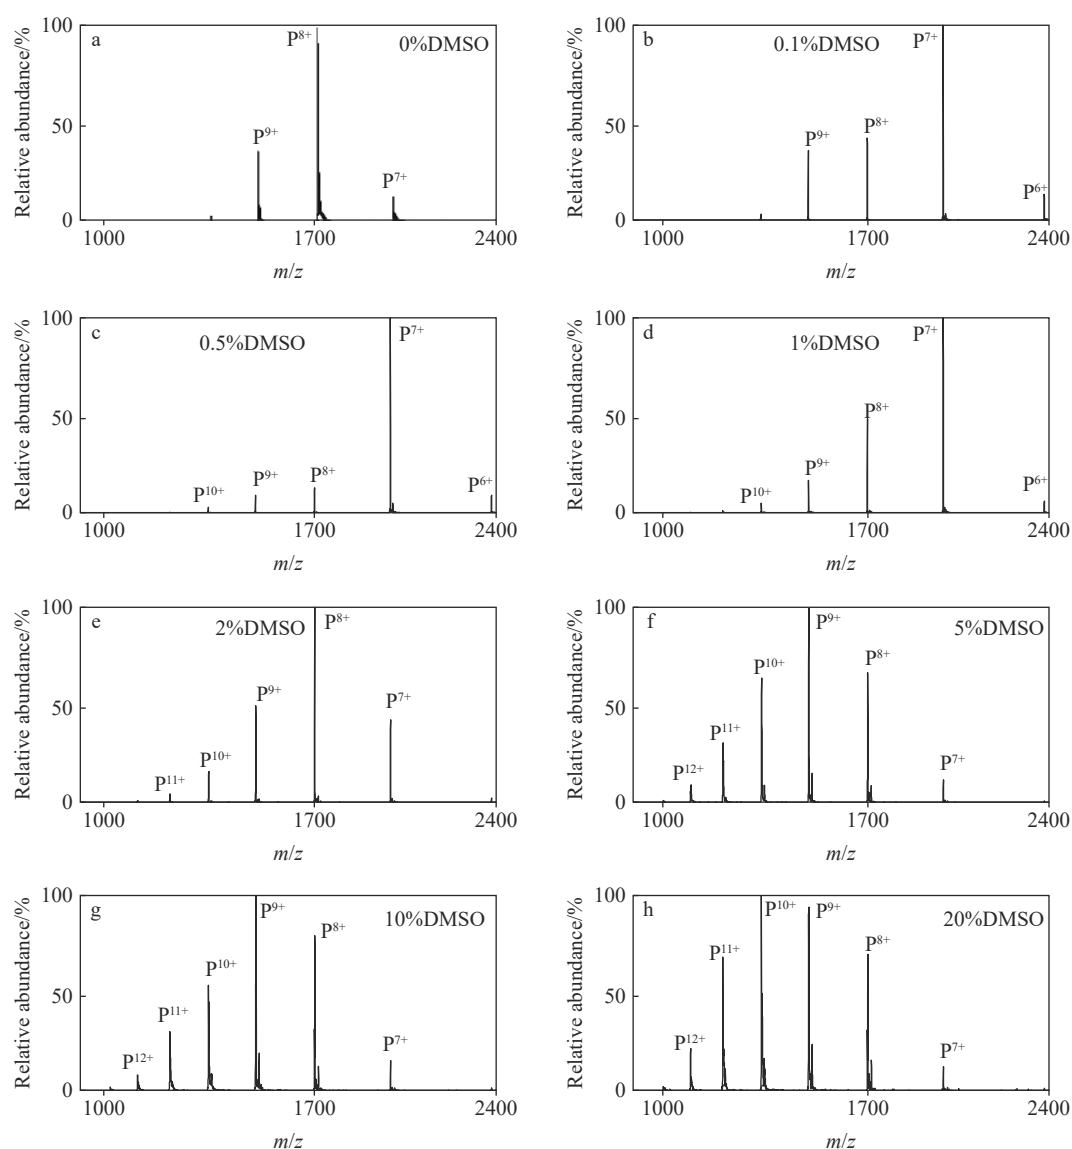 a
0%DMSO
P8+
P9+
P7+
100
50
0
1000
1700
2400
Relative abundance/%
m/z
b
0.1%DMSO
P7+
P9+
P8+
P6+
100
50
0
1000
1700
2400
Relative abundance/%
m/z
c
0.5%DMSO
P7+
P10+
P9+
P8+
P6+
100
50
0
1000
1700
2400
Relative abundance/%
m/z
d
1%DMSO
P7+
P8+
P10+
P9+
P6+
100
50
0
1000
1700
2400
Relative abundance/%
m/z
e
2%DMSO
P8+
P9+
P7+
P10+
P11+
100
50
0
1000
1700
2400
Relative abundance/%
m/z
f
5%DMSO
P9+
P10+
P8+
P11+
P12+
P7+
100
50
0
1000
1700
2400
Relative abundance/%
m/z
g
10%DMSO
P9+
P8+
P10+
P11+
P12+
P7+
100
50
0
1000
1700
2400
Relative abundance/%
m/z
h
20%DMSO
P10+
P9+
P11+
P8+
P12+
P7+
100
50
0
1000
1700
2400
Relative abundance/%
m/z